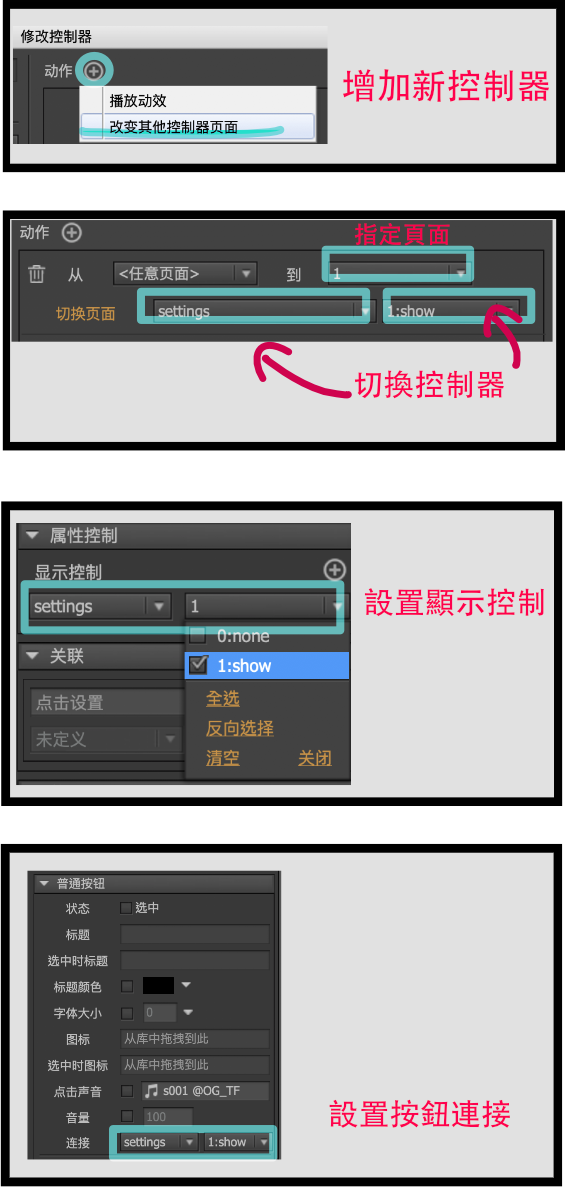 修改控制器
动作
播放动效
改变其他控制器页面
增加新控制器
动作
指定頁面
从 <任意页面> 到 1
切换页面 settings 1:show
切換控制器
属性控制
显示控制
settings 1
0:none
1:show
设置顯示控制
关联
点击设置
全选
未定义
反向选择
清空 关闭
普通按钮
状态 选中
标题
选中时标题
标题颜色
字体大小 0
图标 从库中拖拽到此
选中时图标 从库中拖拽到此
点击声音 s001 @OG_TF
音量 100
設置按鈕連接
连接 settings 1:show